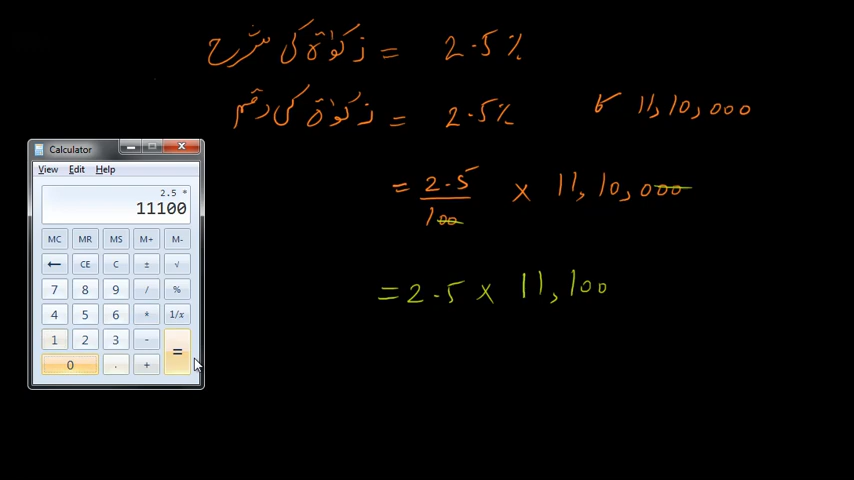 زکوٰۃ کی شرح = 2.5%
زکوٰۃ کی رقم = 2.5% کا 11,10,000
= 2.5/100 x 11,10,000
= 2.5 x 11,100
Calculator
View Edit Help
2.5 *
11100
MC MR MS M+ M-
← CE C ± √
7 8 9 / %
4 5 6 * 1/x
1 2 3 - =
0 . +